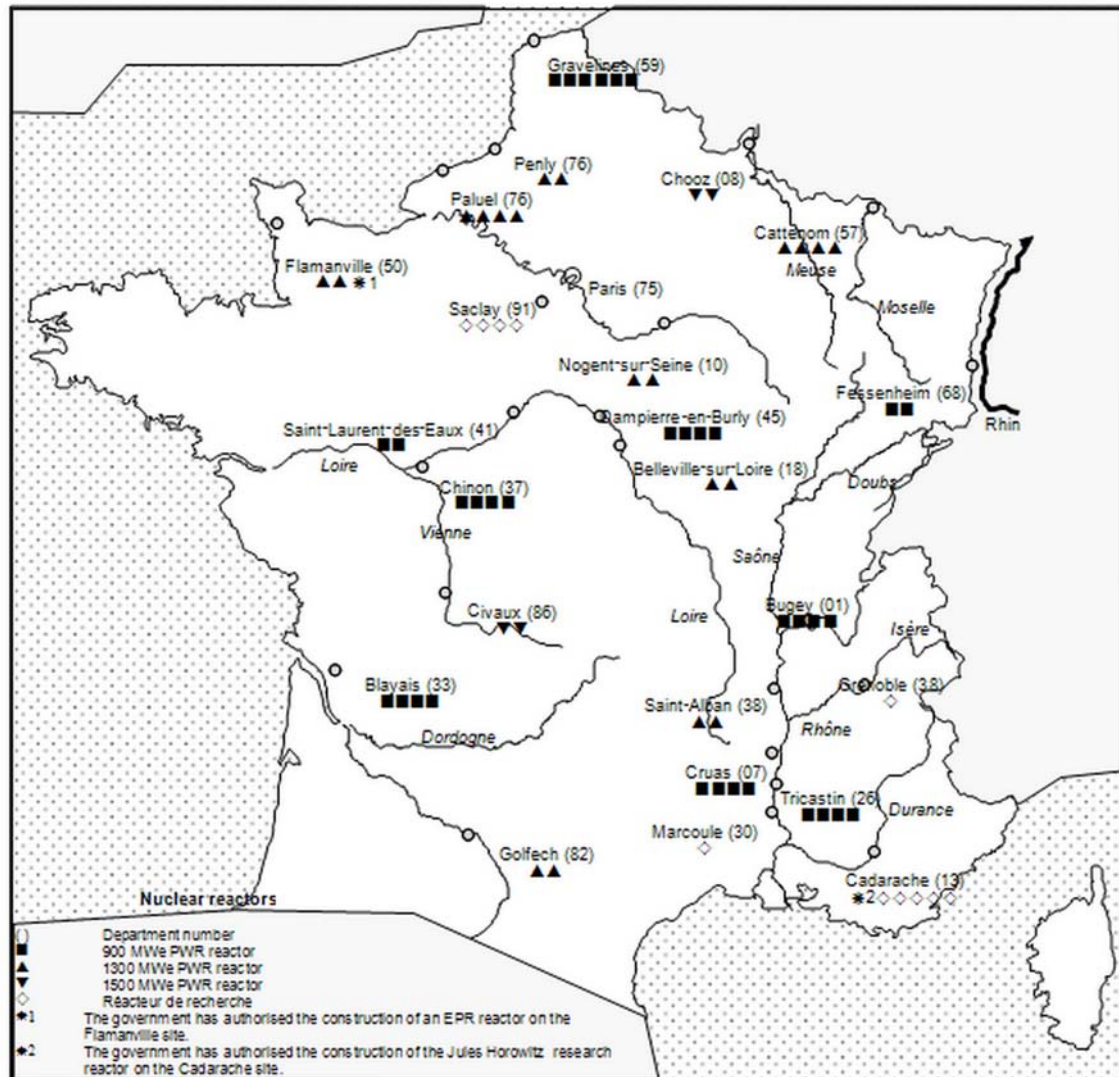 Gravelines (59)
Penly (76)
Chooz (08)
Paluel (76)
Cattenom (57)
Flamanville (50)
1
Meuse
Paris (75)
Saclay (91)
Moselle
Nogent-sur-Seine (10)
Fessenheim (68)
Dampierre-en-Burly (45)
Rhin
Saint-Laurent-des-Eaux (41)
Loire
Belleville-sur-Loire (18)
Doubs
Chinon (37)
Vienne
Saône
Bugey (01)
Civaux (86)
Loire
Isère
Blayais (33)
Grenoble (38)
Saint-Alban (38)
Dordogne
Rhône
Cruas (07)
Tricastin (26)
Durance
Marcoule (30)
Golfech (82)
Cadarache (13)
2
Nuclear reactors
() Department number
900 MWe PWR reactor
1300 MWe PWR reactor
1500 MWe PWR reactor
Réacteur de recherche
1 The government has authorised the construction of an EPR reactor on the
Flamanville site.
2 The government has authorised the construction of the Jules Horowitz research
reactor on the Cadarache site.